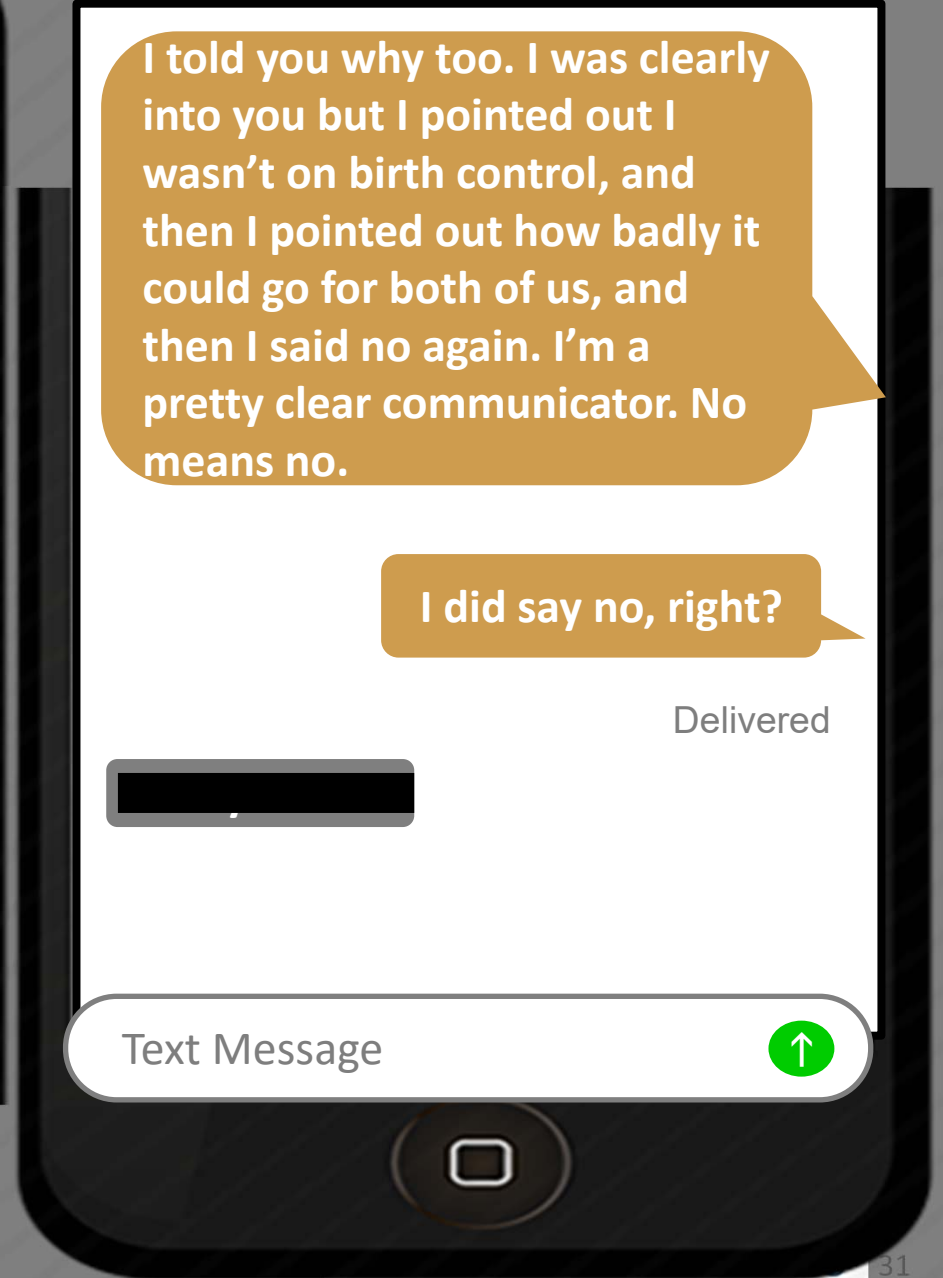 I told you why too. I was clearly
into you but I pointed out I
wasn’t on birth control, and
then I pointed out how badly it
could go for both of us, and
then I said no again. I’m a
pretty clear communicator. No
means no.
I did say no, right?
Delivered
Text Message
31